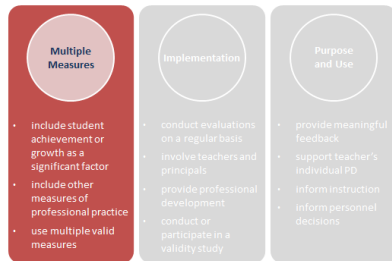 Multiple
Measures
• include student
achievement or
growth as a
significant factor
• include other
measures of
professional practice
• use multiple valid
measures
Implementation
• conduct evaluations
on a regular basis
• involve teachers and
principals
• provide professional
development
• conduct or
participate in a
validity study
Purpose
and Use
• provide meaningful
feedback
• support teacher's
individual PD
• inform instruction
• inform personnel
decisions